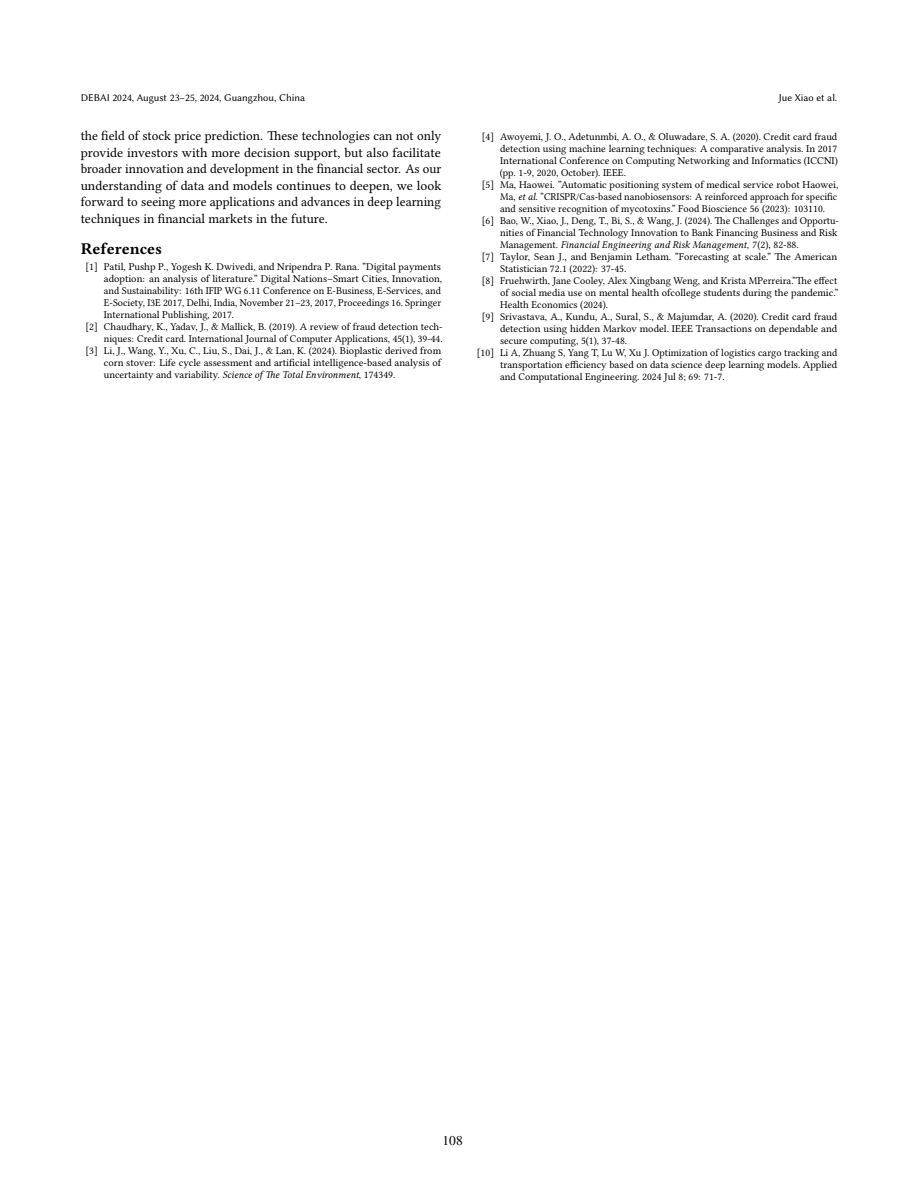 DEBAI 2024, August 23–25, 2024, Guangzhou, China
Jue Xiao et al.
the field of stock price prediction. These technologies can not only
provide investors with more decision support, but also facilitate
broader innovation and development in the financial sector. As our
understanding of data and models continues to deepen, we look
forward to seeing more applications and advances in deep learning
techniques in financial markets in the future.
References
[1] Patil, Pushp P., Yogesh K. Dwivedi, and Nripendra P. Rana. "Digital payments
adoption: an analysis of literature." Digital Nations–Smart Cities, Innovation,
and Sustainability: 16th IFIP WG 6.11 Conference on E-Business, E-Services, and
E-Society, I3E 2017, Delhi, India, November 21–23, 2017, Proceedings 16. Springer
International Publishing, 2017.
[2] Chaudhary, K., Yadav, J., & Mallick, B. (2019). A review of fraud detection tech-
niques: Credit card. International Journal of Computer Applications, 45(1), 39-44.
[3] Li, J., Wang, Y., Xu, C., Liu, S., Dai, J., & Lan, K. (2024). Bioplastic derived from
corn stover: Life cycle assessment and artificial intelligence-based analysis of
uncertainty and variability. Science of The Total Environment, 174349.
[4] Awoyemi, J. O., Adetunmbi, A. O., & Oluwadare, S. A. (2020). Credit card fraud
detection using machine learning techniques: A comparative analysis. In 2017
International Conference on Computing Networking and Informatics (ICCNI)
(pp. 1-9, 2020, October). IEEE.
[5] Ma, Haowei. "Automatic positioning system of medical service robot Haowei,
Ma, et al. "CRISPR/Cas-based nanobiosensors: A reinforced approach for specific
and sensitive recognition of mycotoxins." Food Bioscience 56 (2023): 103110.
[6] Bao, W., Xiao, J., Deng, T., Bi, S., & Wang, J. (2024). The Challenges and Opportu-
nities of Financial Technology Innovation to Bank Financing Business and Risk
Management. Financial Engineering and Risk Management, 7(2), 82-88.
[7] Taylor, Sean J., and Benjamin Letham. "Forecasting at scale." The American
Statistician 72.1 (2022): 37-45.
[8] Fruehwirth, Jane Cooley, Alex Xingbang Weng, and Krista MPerreira."The effect
of social media use on mental health ofcollege students during the pandemic."
Health Economics (2024).
[9] Srivastava, A., Kundu, A., Sural, S., & Majumdar, A. (2020). Credit card fraud
detection using hidden Markov model. IEEE Transactions on dependable and
secure computing, 5(1), 37-48.
[10] Li A, Zhuang S, Yang T, Lu W, Xu J. Optimization of logistics cargo tracking and
transportation efficiency based on data science deep learning models. Applied
and Computational Engineering. 2024 Jul 8; 69: 71-7.
108